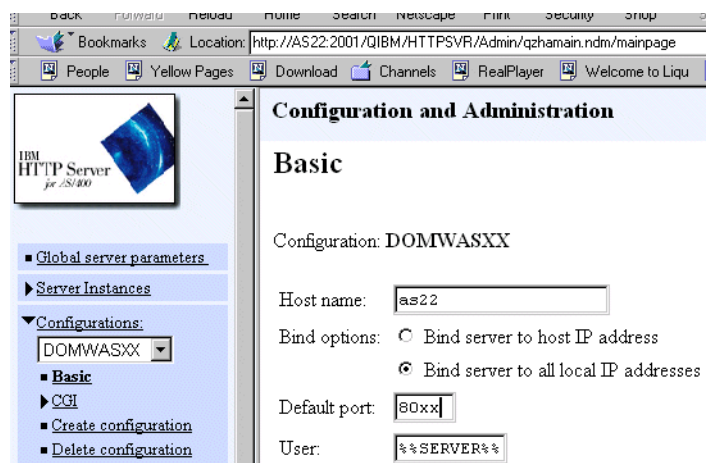 Back Forward Reload Home Search Netscape Print Security Shop
Bookmarks Location: http://AS22:2001/QIBM/HTTPSVR/Admin/qzhamain.ndm/mainpage
People Yellow Pages Download Channels RealPlayer Welcome to Liqu
IBM
HTTP Server
for AS/400
Global server parameters
Server Instances
Configurations:
DOMWASXX
Basic
CGI
Create configuration
Delete configuration
Configuration and Administration
Basic
Configuration: DOMWASXX
Host name: as22
Bind options: Bind server to host IP address
Bind server to all local IP addresses
Default port: 80xx
User: %%SERVER%%